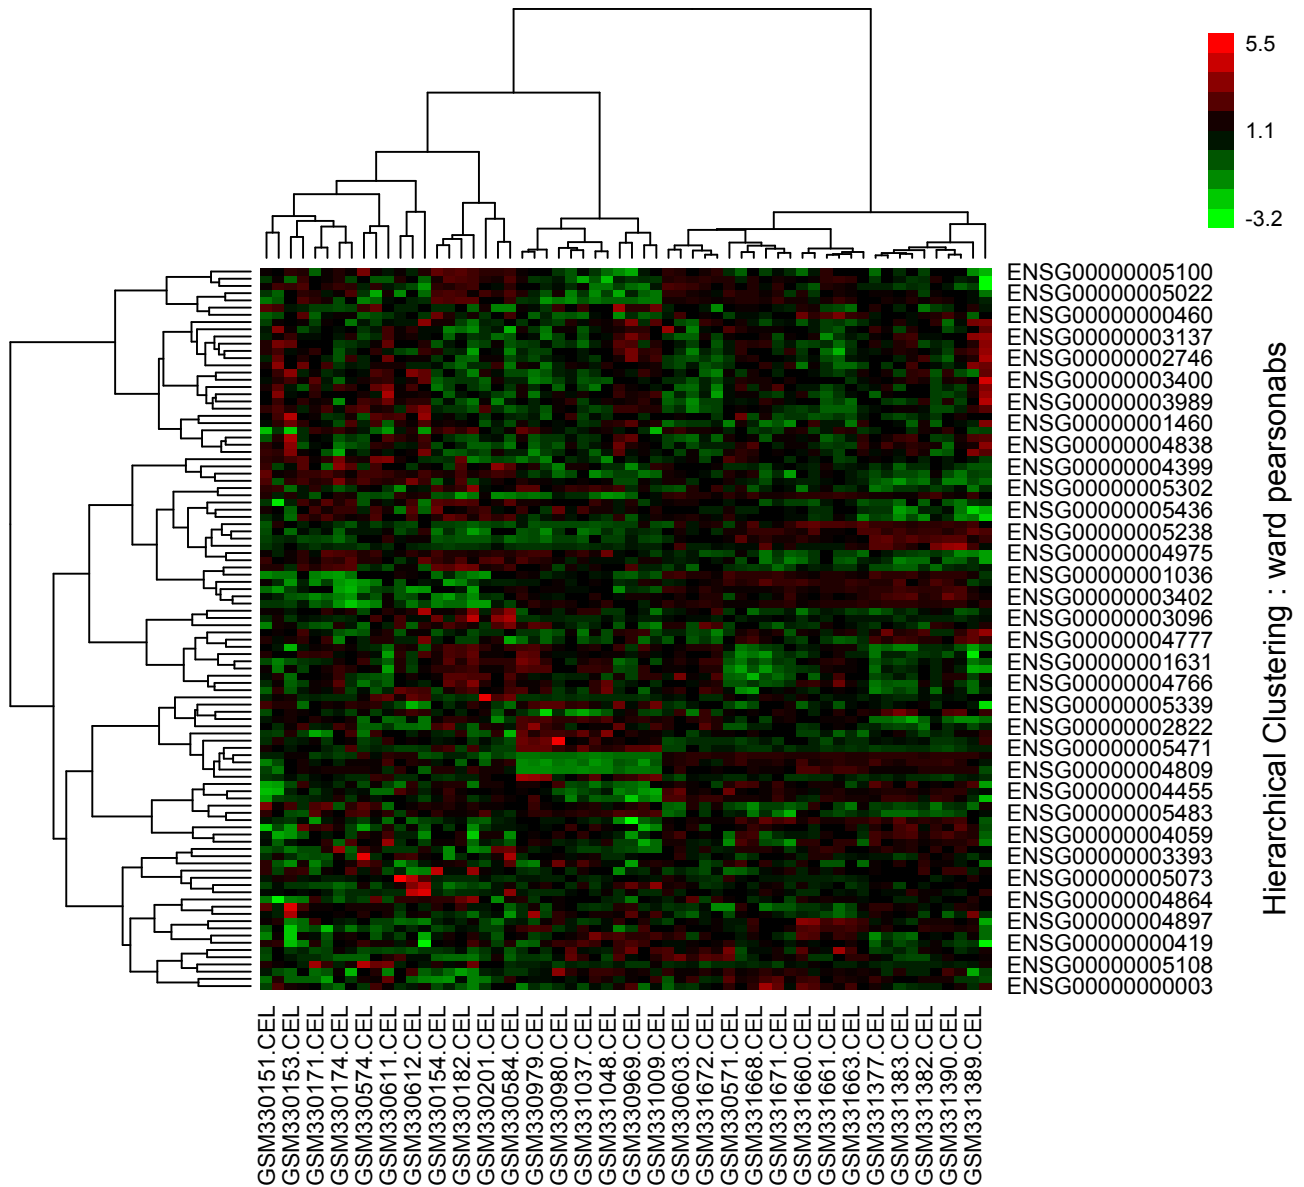 5.5
1.1
-3.2
ENSG00000005100
ENSG00000005022
ENSG00000000460
ENSG00000003137
ENSG00000002746
ENSG00000003400
ENSG00000003989
ENSG00000001460
ENSG00000004838
ENSG00000004399
ENSG00000005302
ENSG00000005436
ENSG00000005238
ENSG00000004975
ENSG00000001036
ENSG00000003402
ENSG00000003096
ENSG00000004777
ENSG00000001631
ENSG00000004766
ENSG00000005339
ENSG00000002822
ENSG00000005471
ENSG00000004809
ENSG00000004455
ENSG00000005483
ENSG00000004059
ENSG00000003393
ENSG00000005073
ENSG00000004864
ENSG00000004897
ENSG00000000419
ENSG00000005108
ENSG00000000003
Hierarchical Clustering : ward pearsonabs
GSM330151.CEL
GSM330153.CEL
GSM330171.CEL
GSM330174.CEL
GSM330574.CEL
GSM330611.CEL
GSM330612.CEL
GSM330154.CEL
GSM330182.CEL
GSM330201.CEL
GSM330584.CEL
GSM330979.CEL
GSM330980.CEL
GSM331037.CEL
GSM331048.CEL
GSM330969.CEL
GSM331009.CEL
GSM330603.CEL
GSM331672.CEL
GSM330571.CEL
GSM331668.CEL
GSM331671.CEL
GSM331660.CEL
GSM331661.CEL
GSM331663.CEL
GSM331377.CEL
GSM331383.CEL
GSM331382.CEL
GSM331390.CEL
GSM331389.CEL